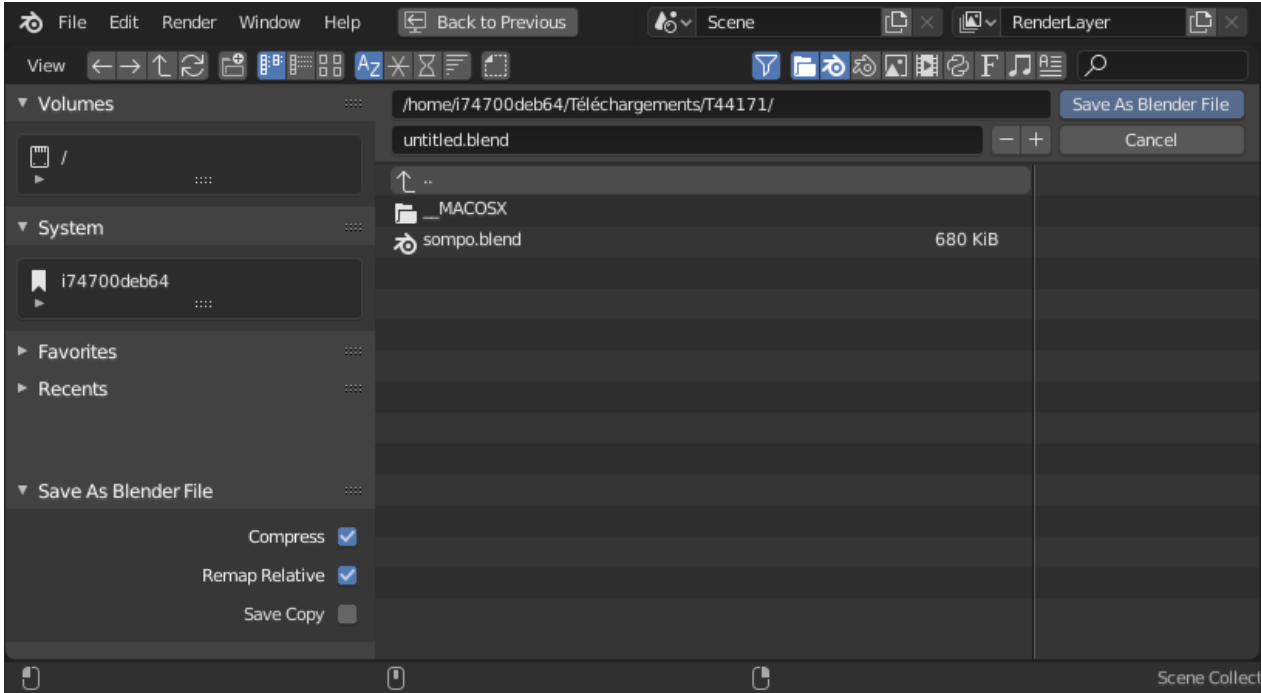 File Edit Render Window Help Back to Previous Scene RenderLayer
View
Volumes
/
System
i74700deb64
Favorites
Recents
Save As Blender File
Compress
Remap Relative
Save Copy
/home/i74700deb64/Téléchargements/T44171/ Save As Blender File
untitled.blend Cancel
..
__MACOSX
sompo.blend 680 KiB
Scene Collect